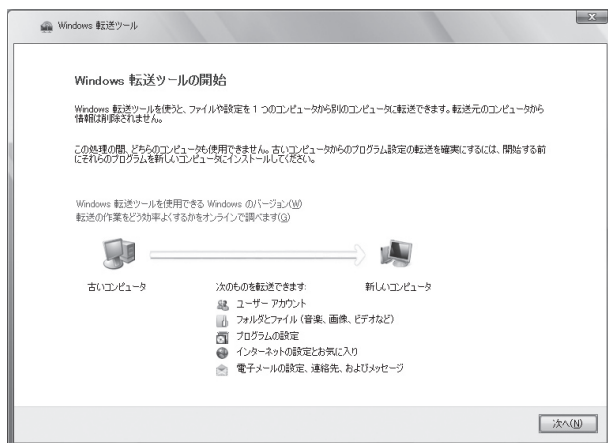 Windows 転送ツール
Windows 転送ツールの開始
Windows 転送ツールを使うと、ファイルや設定を 1 つのコンピュータから別のコンピュータに転送できます。転送元のコンピュータから
情報は削除されません。
この処理の間、どちらのコンピュータも使用できません。古いコンピュータからのプログラム設定の転送を確実にするには、開始する前
にそれらのプログラムを新しいコンピュータにインストールしてください。
Windows 転送ツールを使用できる Windows のバージョン(W)
転送の作業をどう効率よくするかをオンラインで調べます(G)
古いコンピュータ
次のものを転送できます:
新しいコンピュータ
ユーザー アカウント
フォルダとファイル (音楽、画像、ビデオなど)
プログラムの設定
インターネットの設定とお気に入り
電子メールの設定、連絡先、およびメッセージ
次へ(N)